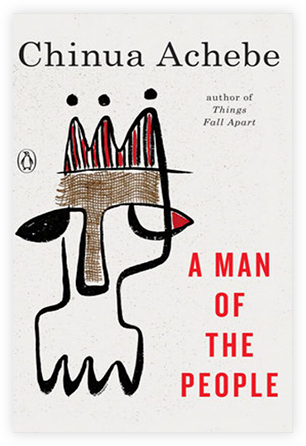 Chinua Achebe
author of
Things
Fall Apart
A MAN
OF
THE
PEOPLE